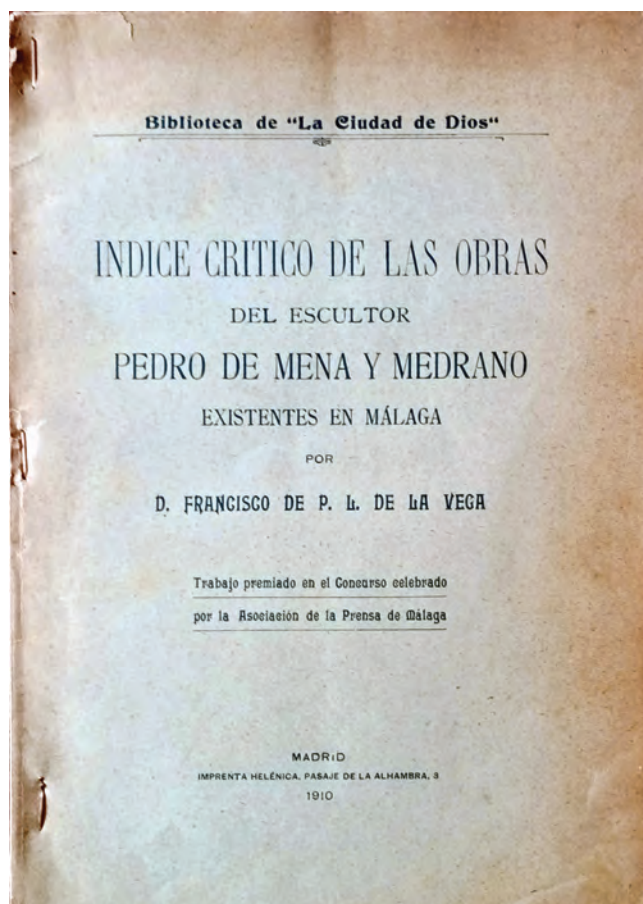 Biblioteca de “La Ciudad de Dios“
INDICE CRITICO DE LAS OBRAS
DEL ESCULTOR
PEDRO DE MENA Y MEDRANO
EXISTENTES EN MÁLAGA
POR
D. FRANCISCO DE P. L. DE LA VEGA
Trabajo premiado en el Concurso celebrado
por la Asociación de la Prensa de Málaga
MADRID
IMPRENTA HELÉNICA, PASAJE DE LA ALHAMBRA, 3
1910